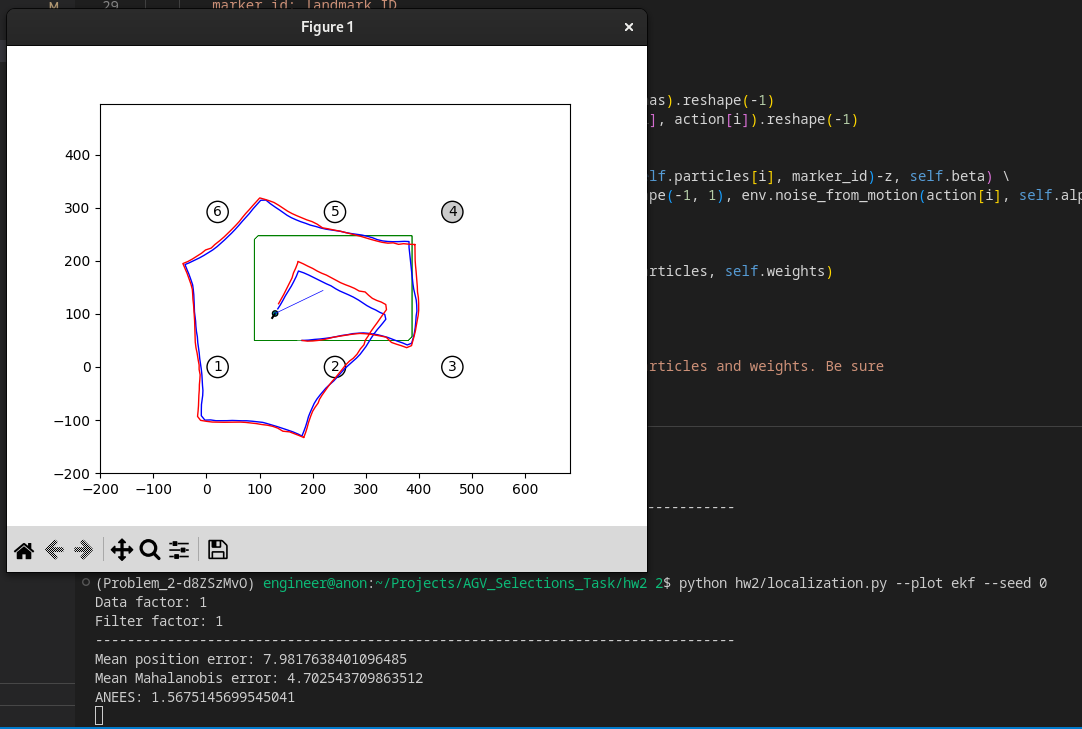 M 29 marker_id: landmark ID
Figure 1 ×
as).reshape(-1)
], action[i]).reshape(-1)
lf.particles[i], marker_id)-z, self.beta) \
pe(-1, 1), env.noise_from_motion(action[i], self.alp
rticles, self.weights)
rticles and weights. Be sure
400
300
200
100
0
−100
−200
6 5 4
1 2 3
−200 −100 0 100 200 300 400 500 600
------------
(Problem_2-d8ZSzMvO) engineer@anon:~/Projects/AGV_Selections_Task/hw2 2$ python hw2/localization.py --plot ekf --seed 0
Data factor: 1
Filter factor: 1
--------------------------------------------------------------------------------
Mean position error: 7.9817638401096485
Mean Mahalanobis error: 4.702543709863512
ANEES: 1.5675145699545041